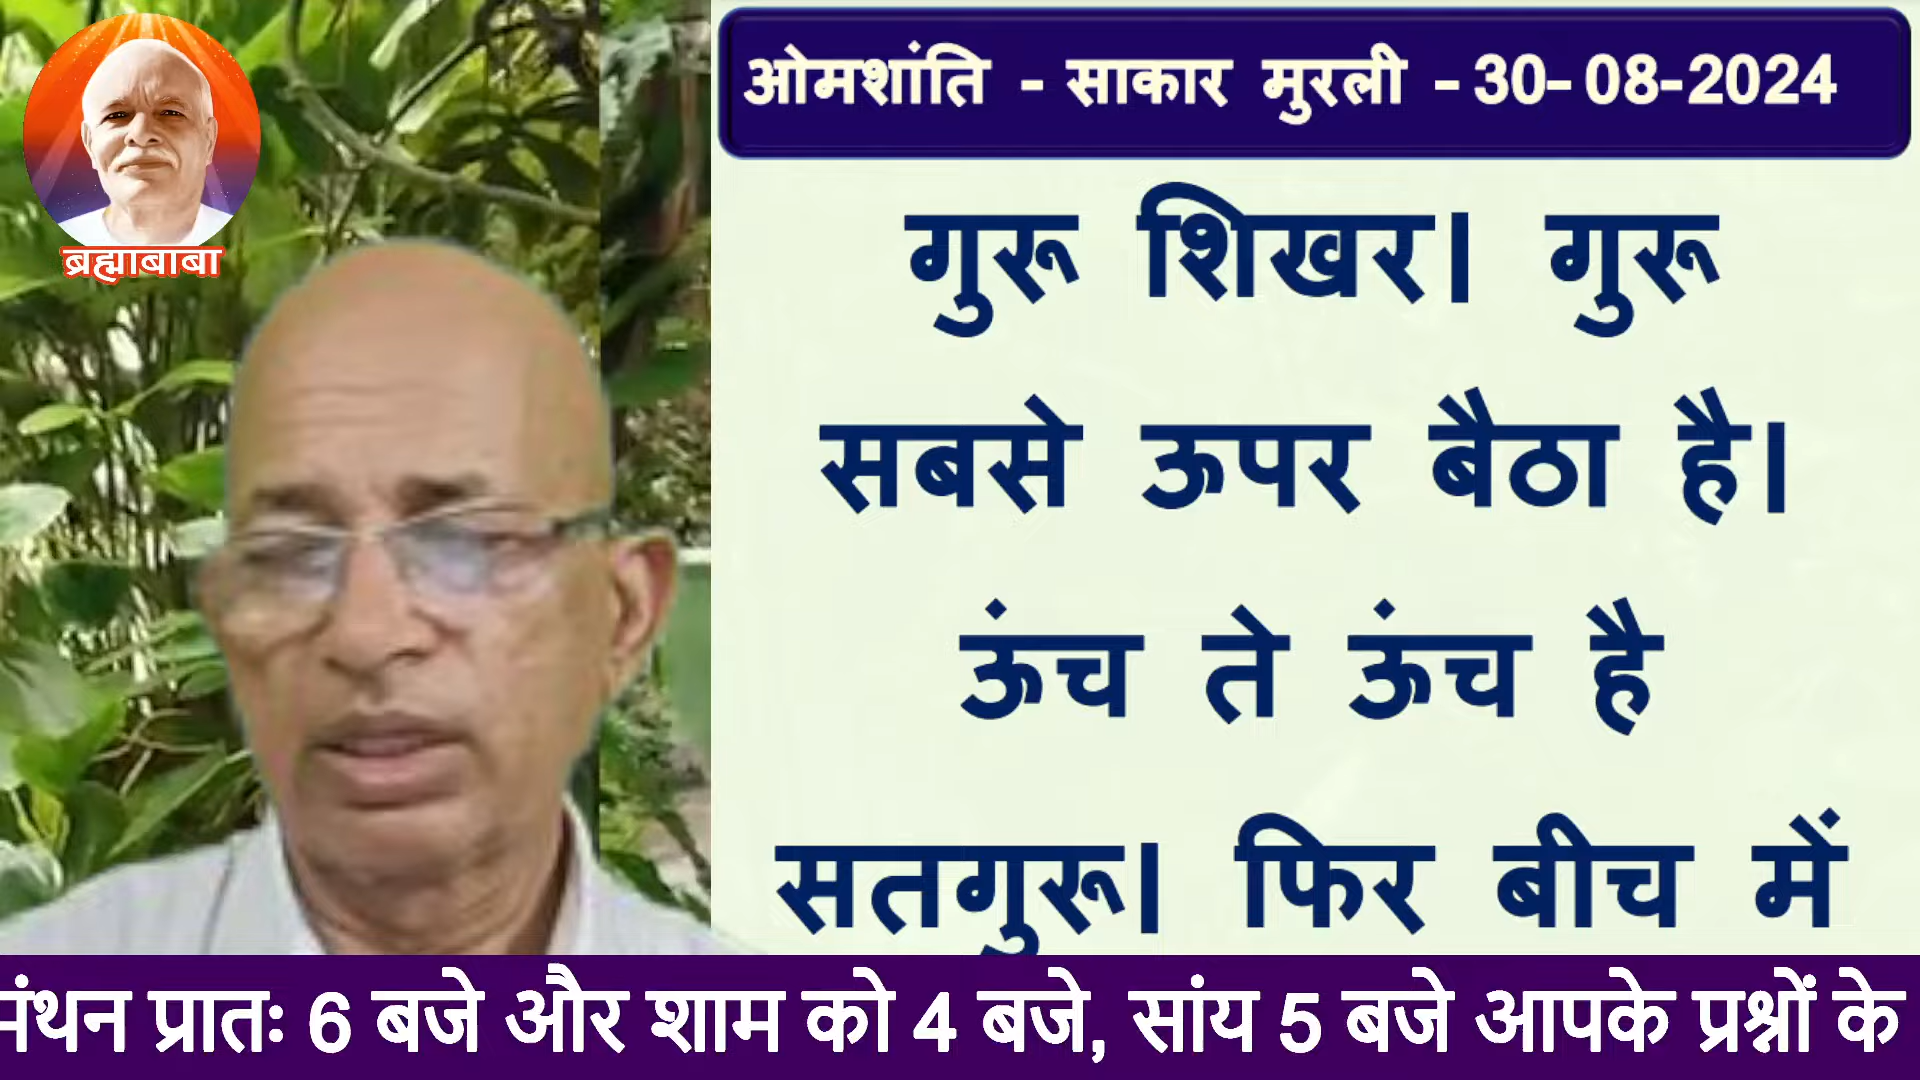 ब्रह्माबाबा
ओमशांति - साकार मुरली - 30- 08-2024
गुरू शिखर। गुरू
सबसे ऊपर बैठा है।
ऊंच ते ऊंच है
सतगुरू। फिर बीच में
मंथन प्रातः 6 बजे और शाम को 4 बजे, सांय 5 बजे आपके प्रश्नों के